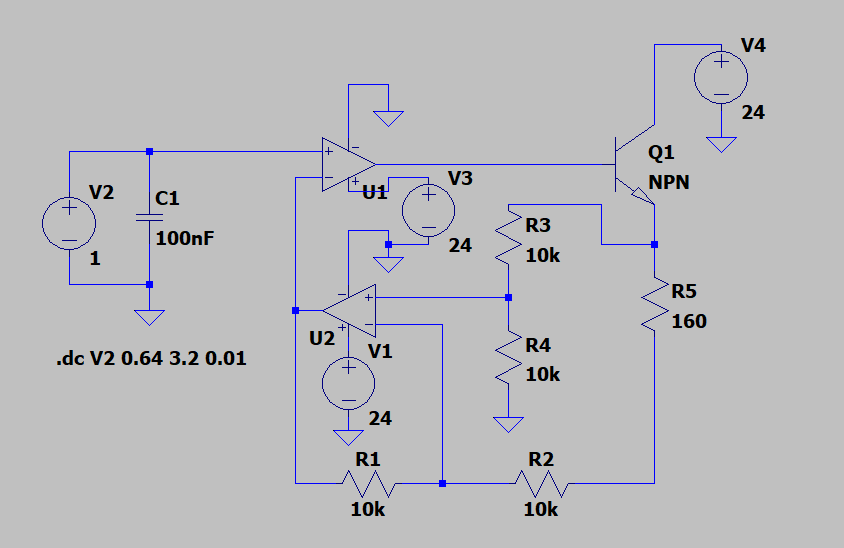 V4
24
Q1
NPN
U1
V3
24
V2
1
C1
100nF
R3
10k
R5
160
U2
V1
24
R4
10k
.dc V2 0.64 3.2 0.01
R1
10k
R2
10k